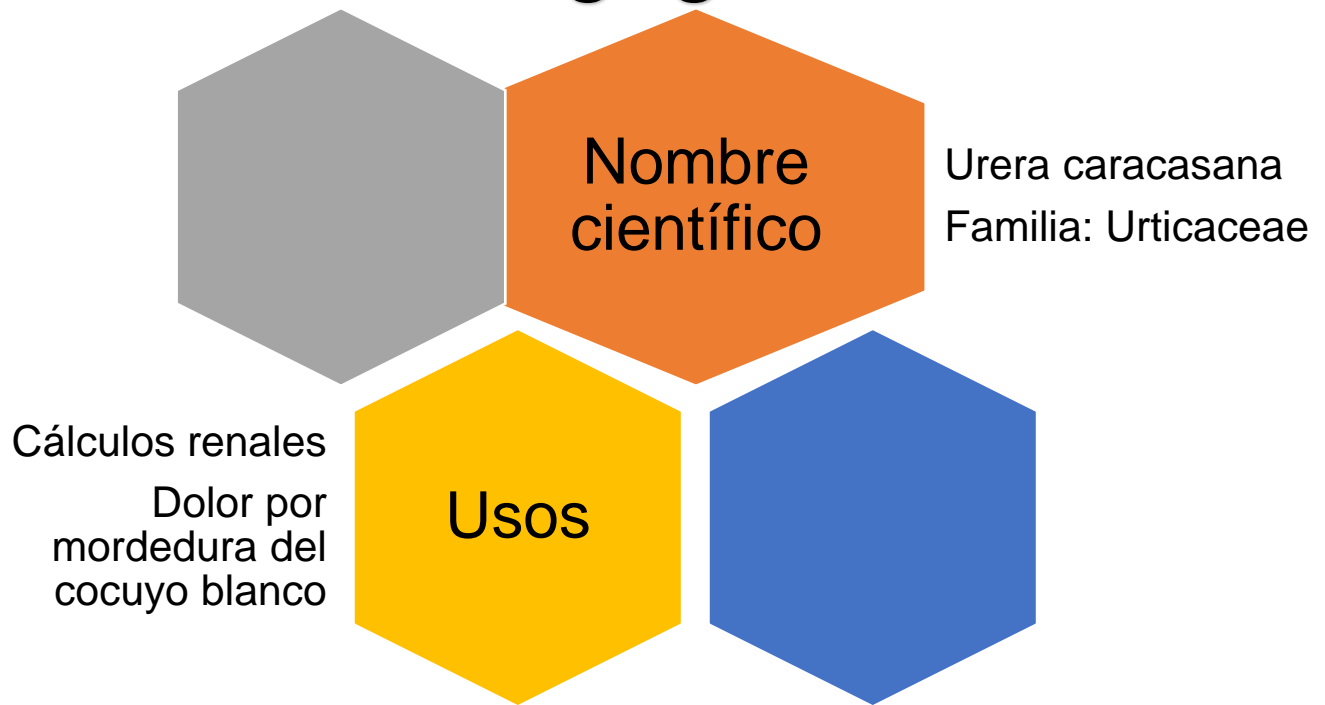 Nombre
científico
Urera caracasana
Familia: Urticaceae
Cálculos renales
Dolor por
mordedura del
cocuyo blanco
Usos